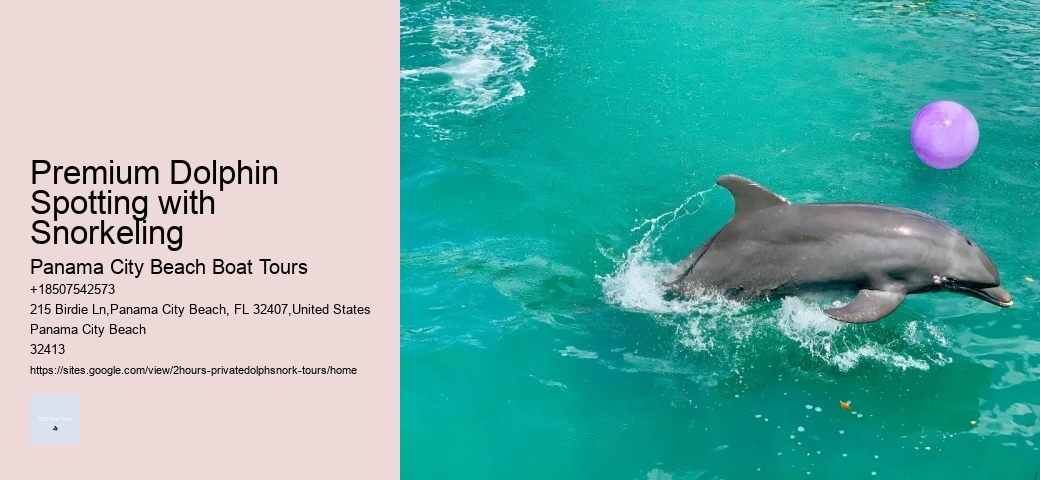 Premium Dolphin
Spotting with
Snorkeling
Panama City Beach Boat Tours
+18507542573
215 Birdie Ln,Panama City Beach, FL 32407,United States
Panama City Beach
32413
https://sites.google.com/view/2hours-privatedolphsnork-tours/home